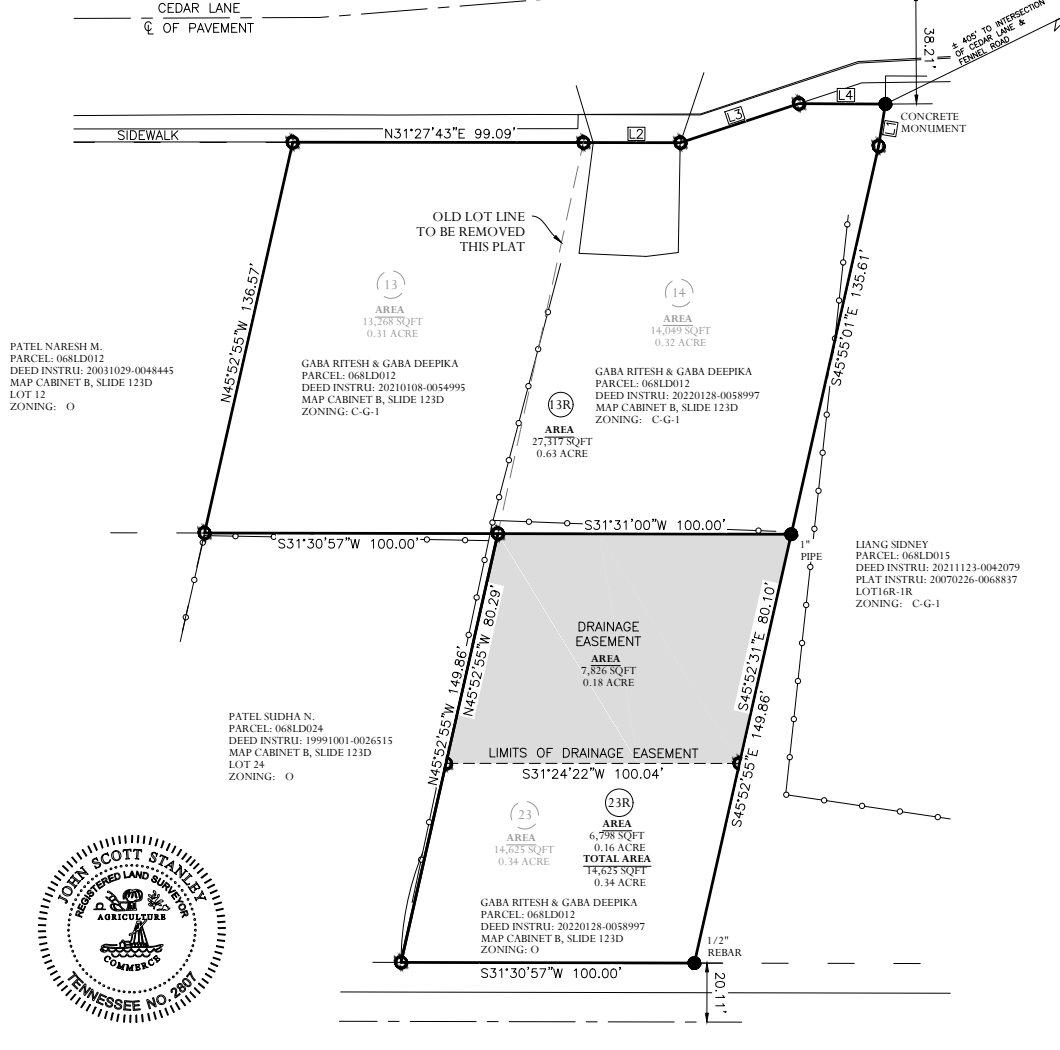 CEDAR LANE
℄ OF PAVEMENT
± 405' TO INTERSECTION
OF CEDAR LANE &
FENNEL ROAD
38.21'
CONCRETE
MONUMENT
SIDEWALK
N31°27'43"E 99.09'
L2
L3
L4
L1
OLD LOT LINE
TO BE REMOVED
THIS PLAT
N45°52'55"W 136.57'
S45°55'01"E 135.61'
13
AREA
13,268 SQFT
0.31 ACRE
14
AREA
14,049 SQFT
0.32 ACRE
PATEL NARESH M.
PARCEL: 068LD012
DEED INSTRU: 20031029-0048445
MAP CABINET B, SLIDE 123D
LOT 12
ZONING: O
GABA RITESH & GABA DEEPIKA
PARCEL: 068LD012
DEED INSTRU: 20210108-0054995
MAP CABINET B, SLIDE 123D
ZONING: C-G-1
GABA RITESH & GABA DEEPIKA
PARCEL: 068LD012
DEED INSTRU: 20220128-0058997
MAP CABINET B, SLIDE 123D
ZONING: C-G-1
13R
AREA
27,317 SQFT
0.63 ACRE
S31°30'57"W 100.00'
S31°31'00"W 100.00'
1"
PIPE
LIANG SIDNEY
PARCEL: 068LD015
DEED INSTRU: 20211123-0042079
PLAT INSTRU: 20070226-0068837
LOT16R-1R
ZONING: C-G-1
DRAINAGE
EASEMENT
AREA
7,826 SQFT
0.18 ACRE
N45°52'55"W 80.29'
N45°52'55"W 149.86'
S45°52'31"E 80.10'
S45°52'55"E 149.86'
LIMITS OF DRAINAGE EASEMENT
S31°24'22"W 100.04'
PATEL SUDHA N.
PARCEL: 068LD024
DEED INSTRU: 19991001-0026515
MAP CABINET B, SLIDE 123D
LOT 24
ZONING: O
23
AREA
14,625 SQFT
0.34 ACRE
23R
AREA
6,798 SQFT
0.16 ACRE
TOTAL AREA
14,625 SQFT
0.34 ACRE
GABA RITESH & GABA DEEPIKA
PARCEL: 068LD012
DEED INSTRU: 20220128-0058997
MAP CABINET B, SLIDE 123D
ZONING: O
1/2"
REBAR
S31°30'57"W 100.00'
20.11'
JOHN SCOTT STANLEY
REGISTERED LAND SURVEYOR
AGRICULTURE
COMMERCE
TENNESSEE NO. 2807